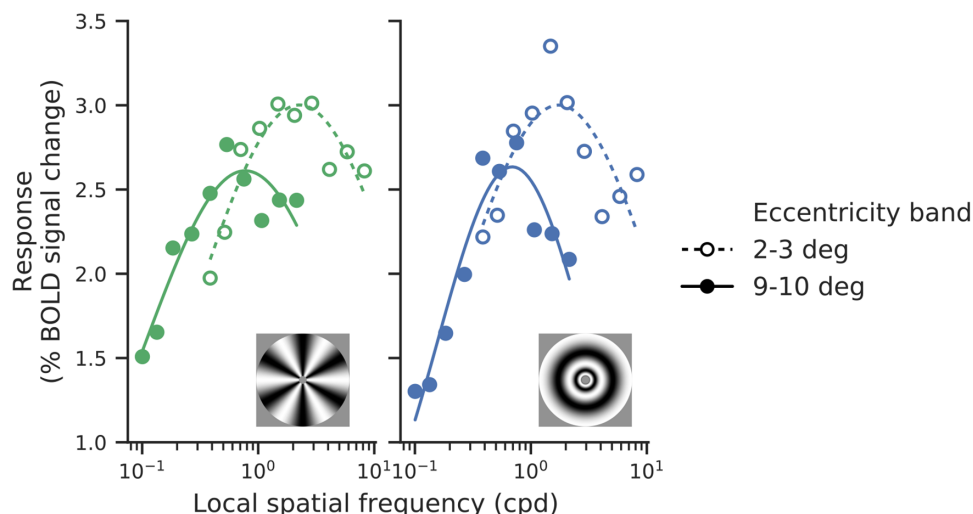 Response
(% BOLD signal change)
3.5
3.0
2.5
2.0
1.5
1.0
10⁻¹
10⁰
10¹
10⁻¹
10⁰
10¹
Local spatial frequency (cpd)
Eccentricity band
2-3 deg
9-10 deg